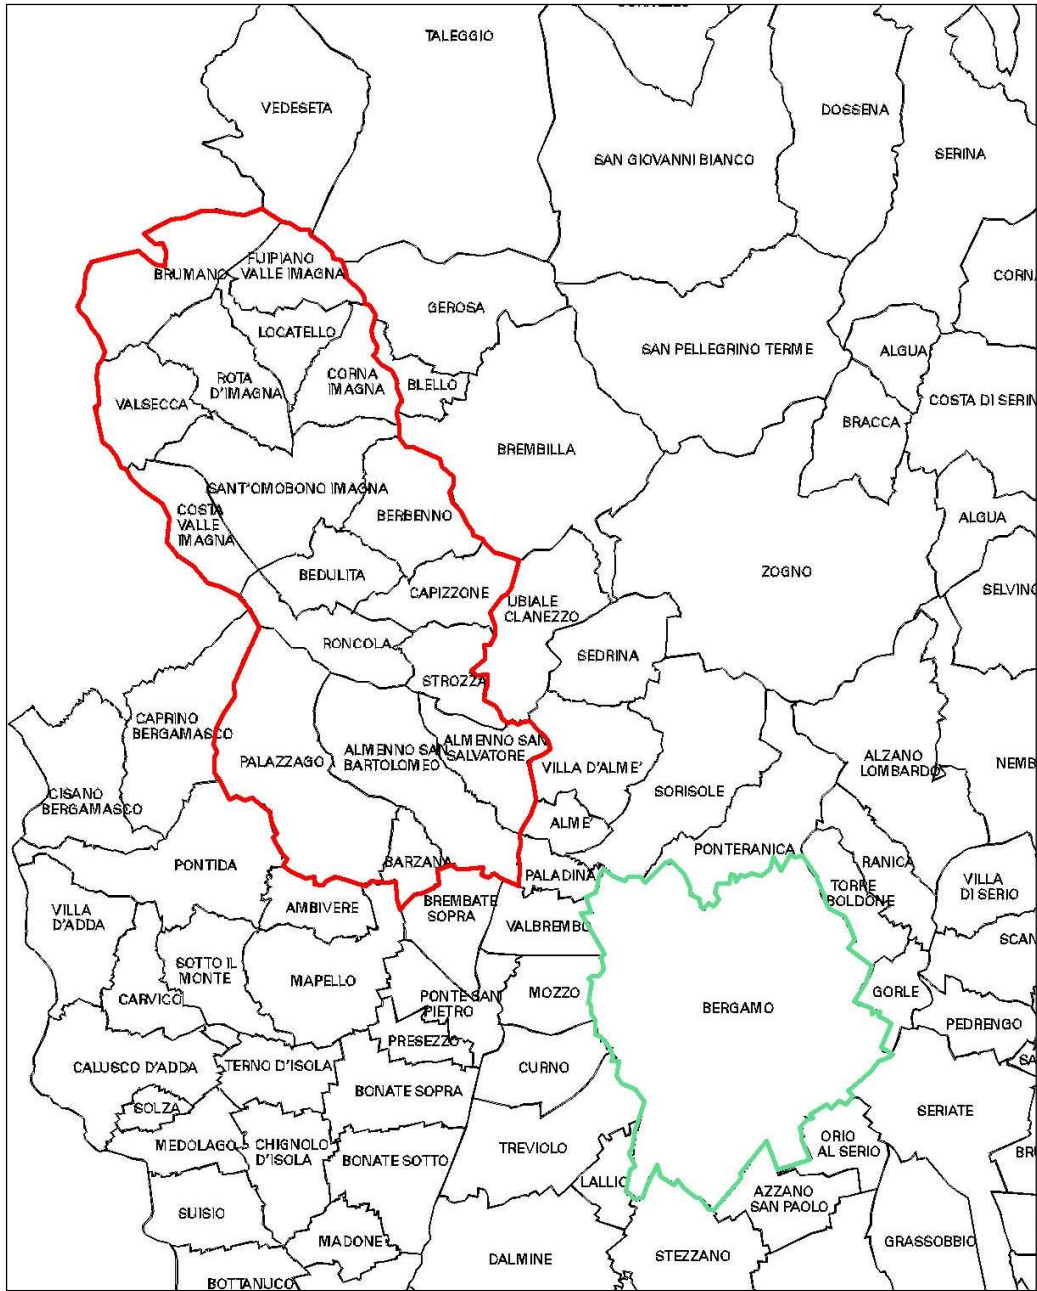 TALEGGIO
VEDESETA
DOSSENA
SAN GIOVANNI BIANCO
SERINA
FUIPIANO
VALLE IMAGNA
BRUMANO
GEROSA
LOCATELLO
SAN PELLEGRINO TERME
ALGUA
ROTA
D'IMAGNA
CORNA
IMAGNA
BLELLO
VALSECCA
COSTA DI SERIN
BRACCA
BREMBILLA
SANT'OMOBONO IMAGNA
COSTA
VALLE
IMAGNA
BERBENNO
ALGUA
BEDULITA
ZOGNO
CAPIZZONE
UBIALE
CLANEZZO
SELVINO
RONCOLA
SEDRINA
STROZZA
CAPRINO
BERGAMASCO
PALAZZAGO
ALMENNO SAN
BARTOLOMEO
ALMENNO SAN
SALVATORE
VILLA D'ALME'
ALZANO
LOMBARDO
NEMB
CISANO
BERGAMASCO
SORISOLE
ALME'
PONTIDA
BARZANA
PALADINA
PONTERANICA
RANICA
TORRE
BOLDONE
VILLA
DI SERIO
VILLA
D'ADDA
AMBIVERE
BREMBATE
SOPRA
VALBREMBO
SCAN
SOTTO IL
MONTE
MAPELLO
CARVICO
PONTE SAN
PIETRO
MOZZO
BERGAMO
GORLE
PEDRENGO
PRESEZZO
CALUSCO D'ADDA
TERNO D'ISOLA
CURNO
SA
BONATE SOPRA
SOLZA
SERIATE
MEDOLAGO
CHIGNOLO
D'ISOLA
BONATE SOTTO
TREVIOLO
ORIO
AL SERIO
LALLIO
AZZANO
SAN PAOLO
SUISIO
MADONE
DALMINE
STEZZANO
GRASSOBBIO
BOTTANUCO